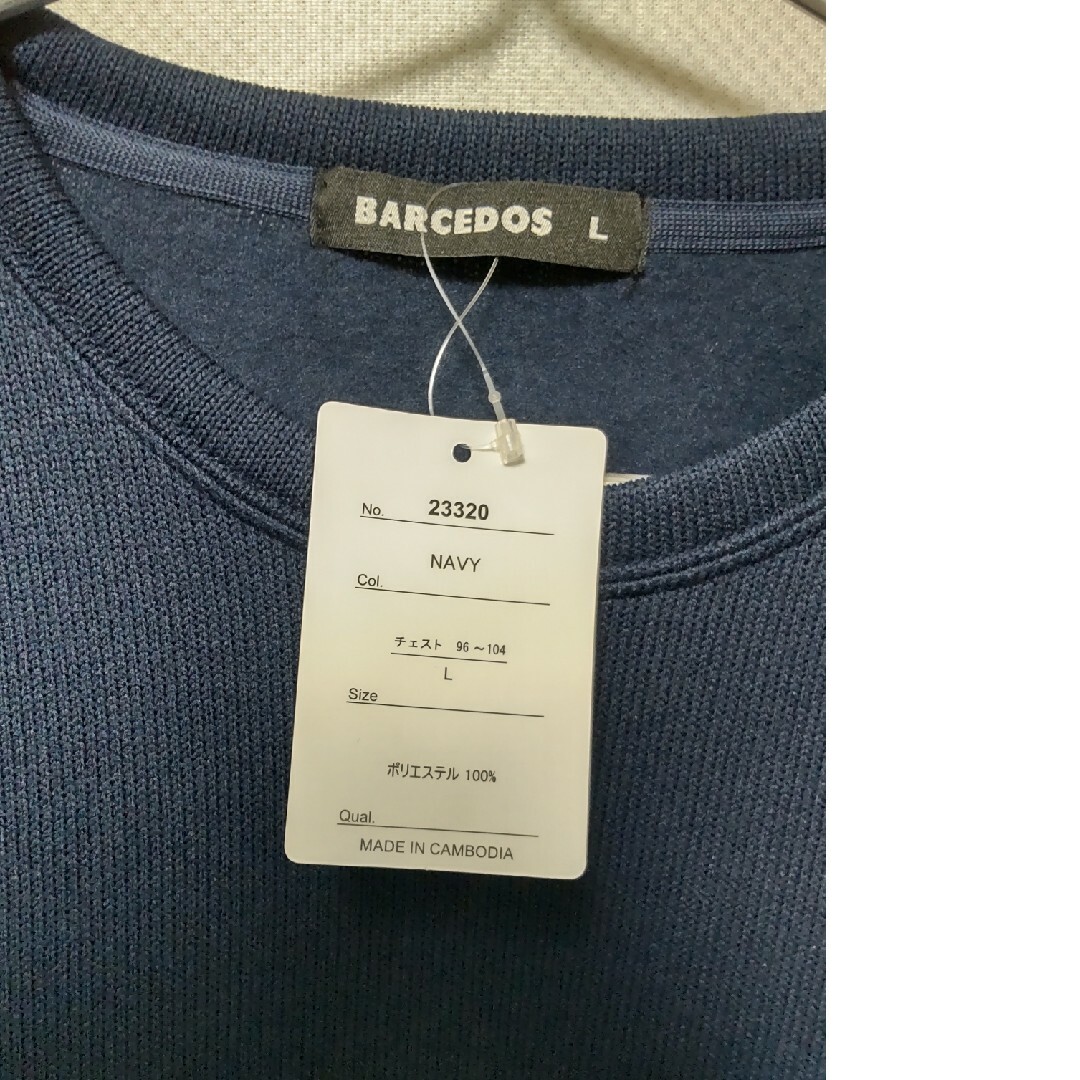 BARCEDOS L
No. 23320
NAVY
Col.
チェスト 96～104
L
Size
ポリエステル 100%
Qual.
MADE IN CAMBODIA